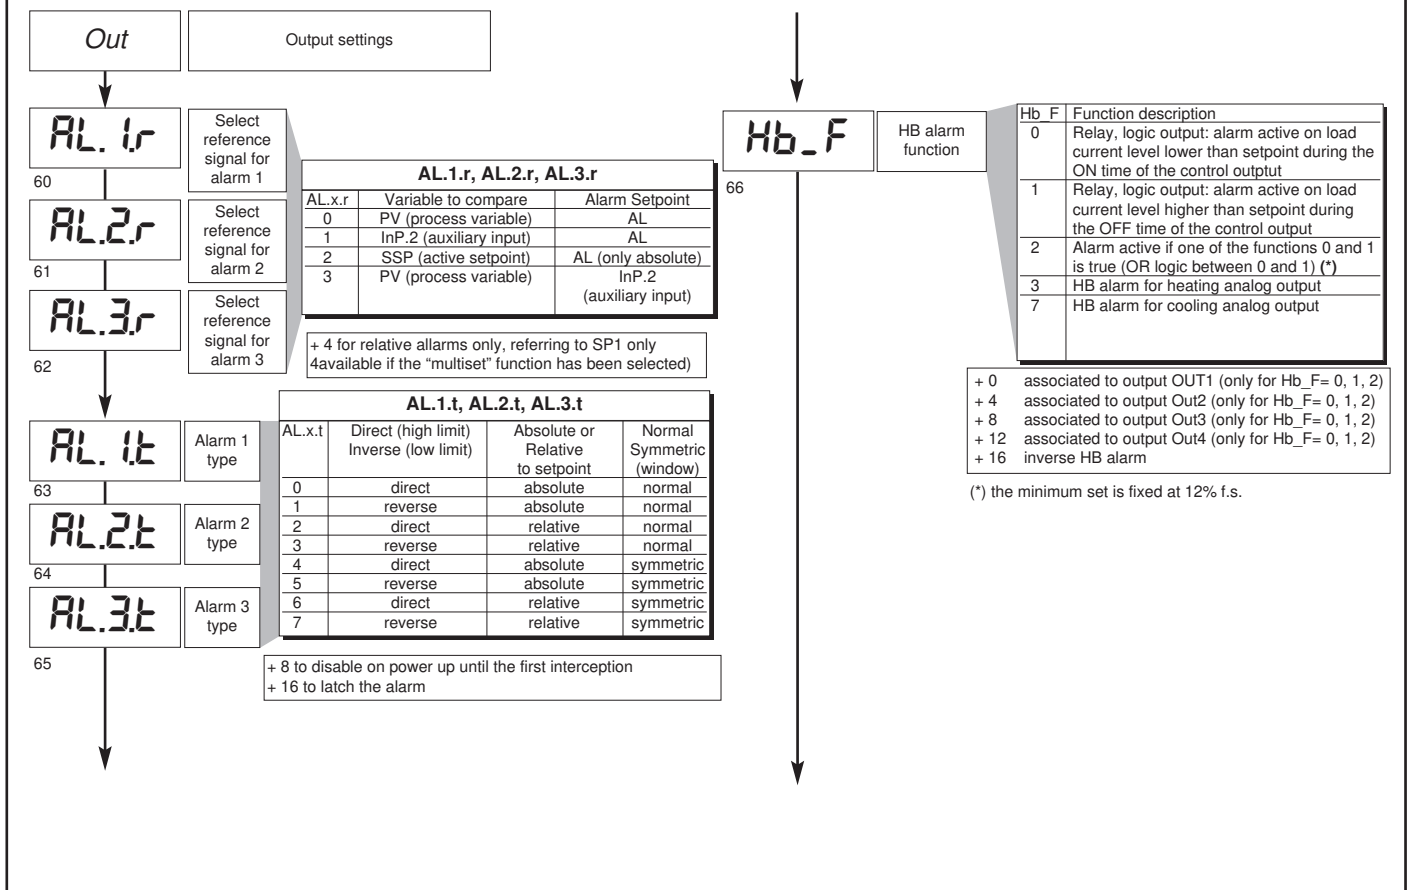 Out
Output settings
AL. 1.r
60
Select
reference
signal for
alarm 1
AL.2.r
61
Select
reference
signal for
alarm 2
AL.3.r
62
Select
reference
signal for
alarm 3
AL.1.r, AL.2.r, AL.3.r
AL.x.r Variable to compare Alarm Setpoint
0 PV (process variable) AL
1 InP.2 (auxiliary input) AL
2 SSP (active setpoint) AL (only absolute)
3 PV (process variable) InP.2
(auxiliary input)
+ 4 for relative allarms only, referring to SP1 only
4available if the “multiset” function has been selected)
AL. 1.t
63
Alarm 1
type
AL.2.t
64
Alarm 2
type
AL.3.t
65
Alarm 3
type
AL.1.t, AL.2.t, AL.3.t
AL.x.t Direct (high limit) Absolute or Normal
Inverse (low limit) Relative Symmetric
to setpoint (window)
0 direct absolute normal
1 reverse absolute normal
2 direct relative normal
3 reverse relative normal
4 direct absolute symmetric
5 reverse absolute symmetric
6 direct relative symmetric
7 reverse relative symmetric
+ 8 to disable on power up until the first interception
+ 16 to latch the alarm
Hb_F
66
HB alarm
function
Hb_F Function description
0 Relay, logic output: alarm active on load
current level lower than setpoint during the
ON time of the control outptut
1 Relay, logic output: alarm active on load
current level higher than setpoint during
the OFF time of the control output
2 Alarm active if one of the functions 0 and 1
is true (OR logic between 0 and 1) (*)
3 HB alarm for heating analog output
7 HB alarm for cooling analog output
+ 0 associated to output OUT1 (only for Hb_F= 0, 1, 2)
+ 4 associated to output Out2 (only for Hb_F= 0, 1, 2)
+ 8 associated to output Out3 (only for Hb_F= 0, 1, 2)
+ 12 associated to output Out4 (only for Hb_F= 0, 1, 2)
+ 16 inverse HB alarm
(*) the minimum set is fixed at 12% f.s.